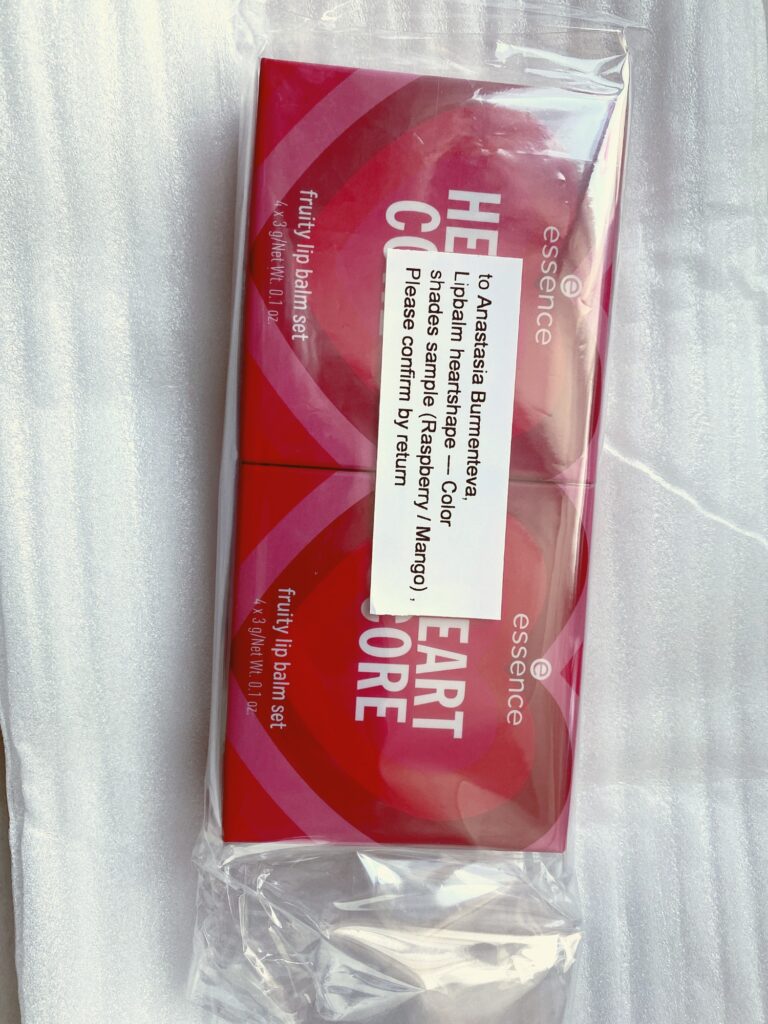 essence
HE
CO
fruity lip balm set
4 x 3 g/Net Wt. 0.1 oz.
to Anastasia Burmenteva,
Lipbalm heartshape — Color
shades sample (Raspberry / Mango) ,
Please confirm by return
essence
EART
CORE
fruity lip balm set
4 x 3 g/Net Wt. 0.1 oz.